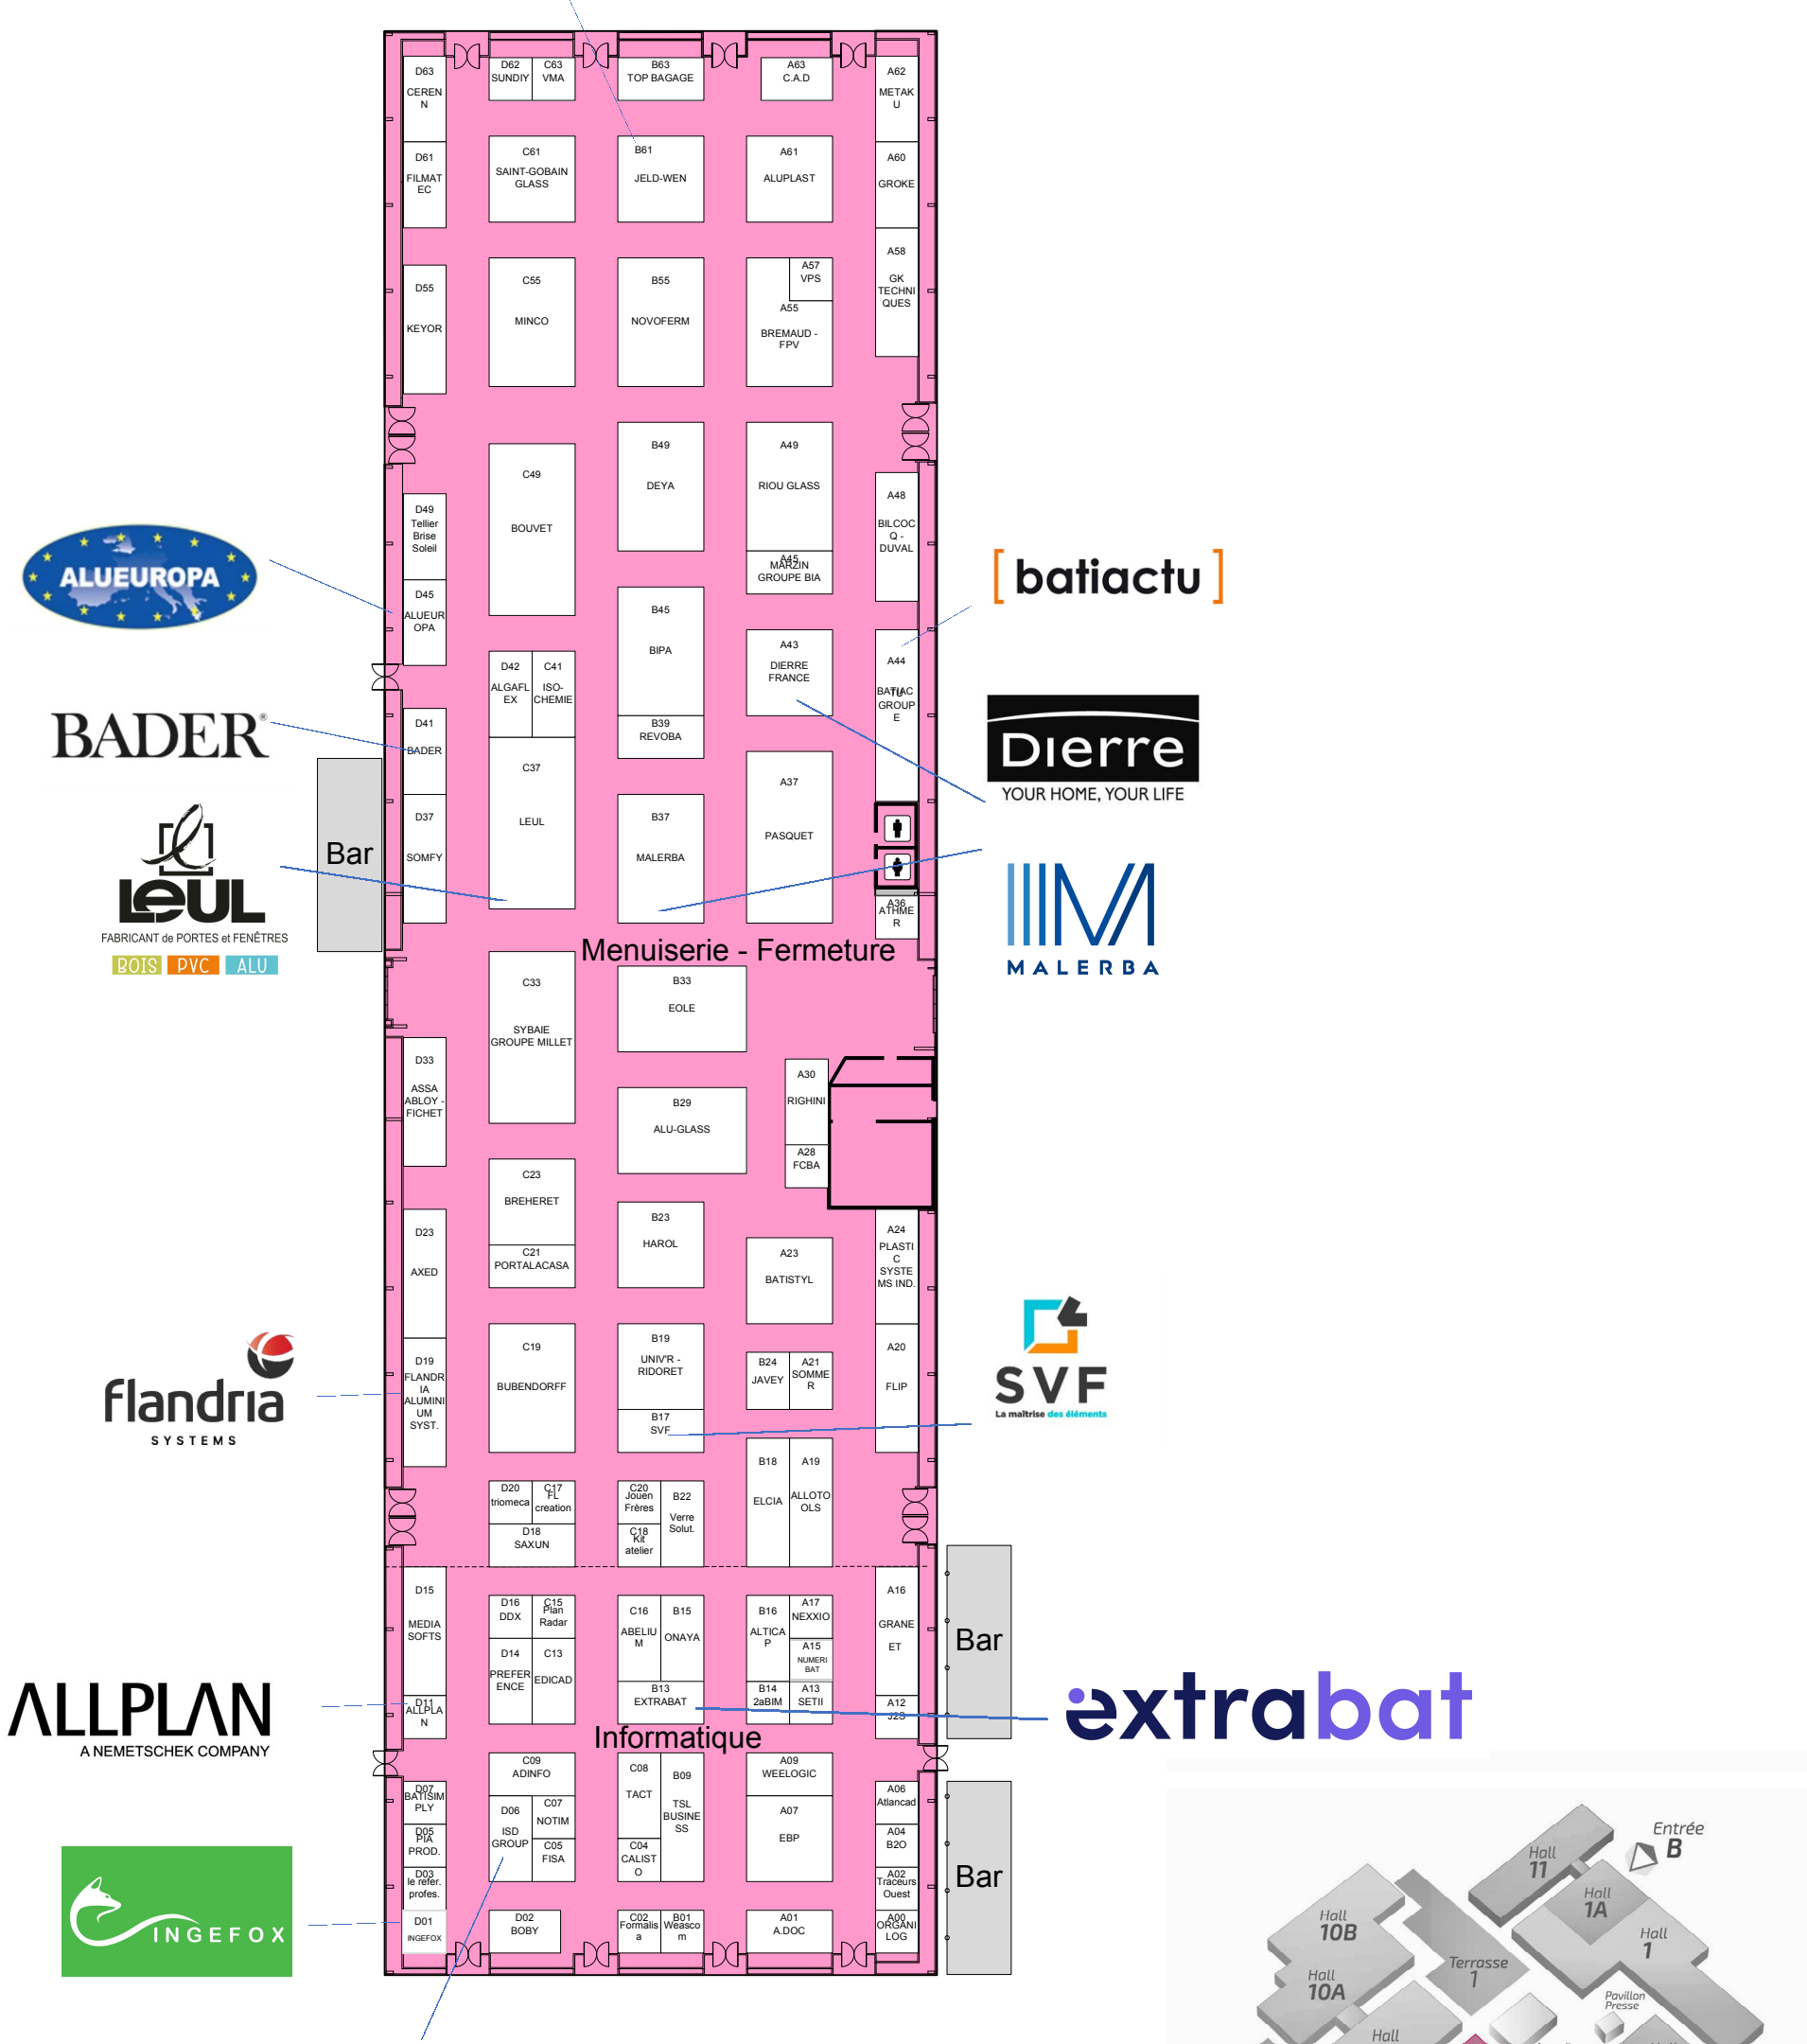 D63
CEREN
N
D62
SUNDIY
C63
VMA
B63
TOP BAGAGE
A63
C.A.D
A62
METAK
U
D61
FILMAT
EC
C61
SAINT-GOBAIN
GLASS
B61
JELD-WEN
A61
ALUPLAST
A60
GROKE
D55
KEYOR
C55
MINCO
B55
NOVOFERM
A57
VPS
A55
BREMAUD -
FPV
A58
GK
TECHNI
QUES
C49
BOUVET
B49
DEYA
A49
RIOU GLASS
A45
MARZIN
GROUPE BIA
A48
BILCOC
Q -
DUVAL
D49
Tellier
Brise
Soleil
ALUEUROPA
D45
ALUEUR
OPA
[ batiactu ]
B45
BIPA
A43
DIERRE
FRANCE
A44
BATIAC
TU
GROUP
E
D42
ALGAFL
EX
C41
ISO-
CHEMIE
B39
REVOBA
BADER®
D41
BADER
Dierre
YOUR HOME, YOUR LIFE
C37
LEUL
B37
MALERBA
A37
PASQUET
D37
SOMFY
Bar
LEUL
FABRICANT de PORTES et FENÊTRES
BOIS PVC ALU
MALERBA
A36
ATHME
R
Menuiserie - Fermeture
C33
SYBAIE
GROUPE MILLET
B33
EOLE
D33
ASSA
ABLOY -
FICHET
A30
RIGHINI
B29
ALU-GLASS
A28
FCBA
C23
BREHERET
C21
PORTALACASA
B23
HAROL
D23
AXED
A23
BATISTYL
A24
PLASTI
C
SYSTE
MS IND.
C19
BUBENDORFF
B19
UNIV'R -
RIDORET
B17
SVF
B24
JAVEY
A21
SOMME
R
A20
FLIP
D19
FLANDR
IA
ALUMINI
UM
SYST.
flandria
SYSTEMS
SVF
La maîtrise des éléments
D20
triomeca
C17
FL
creation
D18
SAXUN
C20
Jouen
Frères
C18
Kit
atelier
B22
Verre
Solut.
B18
ELCIA
A19
ALLOTO
OLS
D15
MEDIA
SOFTS
D16
DDX
C15
Plan
Radar
C16
ABELIU
M
B15
ONAYA
B16
ALTICA
P
A17
NEXXIO
A15
NUMERI
BAT
A16
GRANE
ET
Bar
D14
PREFER
ENCE
C13
EDICAD
B13
EXTRABAT
B14
2aBIM
A13
SETII
A12
J2S
D11
ALLPLA
N
ALLPLAN
A NEMETSCHEK COMPANY
extrabat
Informatique
C09
ADINFO
C08
TACT
B09
TSL
BUSINE
SS
A09
WEELOGIC
D07
BATISIM
PLY
D06
ISD
GROUP
C07
NOTIM
C05
FISA
C04
CALIST
O
A07
EBP
A06
Atlancad
A04
B2O
A02
Traceurs
Ouest
D05
PIA
PROD.
D03
le refer.
profes.
Bar
INGEFOX
D01
INGEFOX
D02
BOBY
C02
Formalis
a
B01
Weasco
m
A01
A.DOC
A00
ORGANI
LOG
Entrée
B
Hall
11
Hall
1A
Hall
1
Hall
10B
Terrasse
1
Hall
10A
Pavillon
Presse
Hall